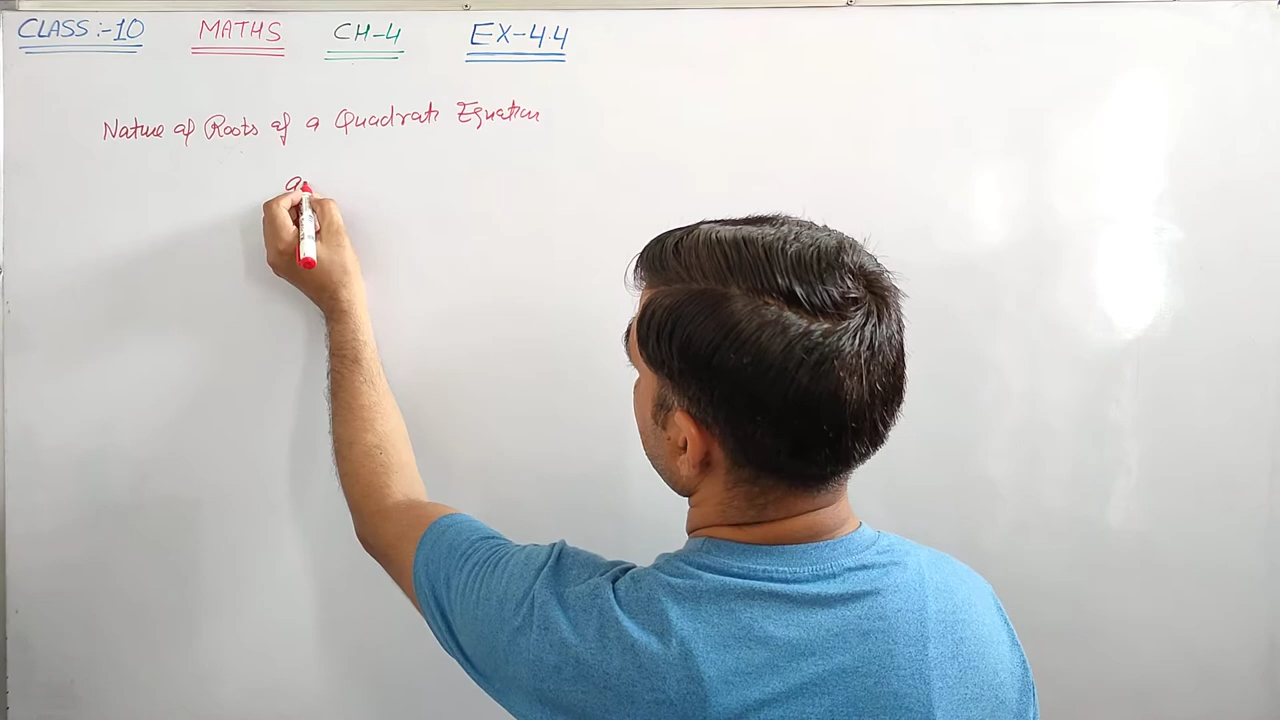 CLASS:-10 MATHS CH-4 EX-4.4
Nature of Roots of a Quadratic Equation
a